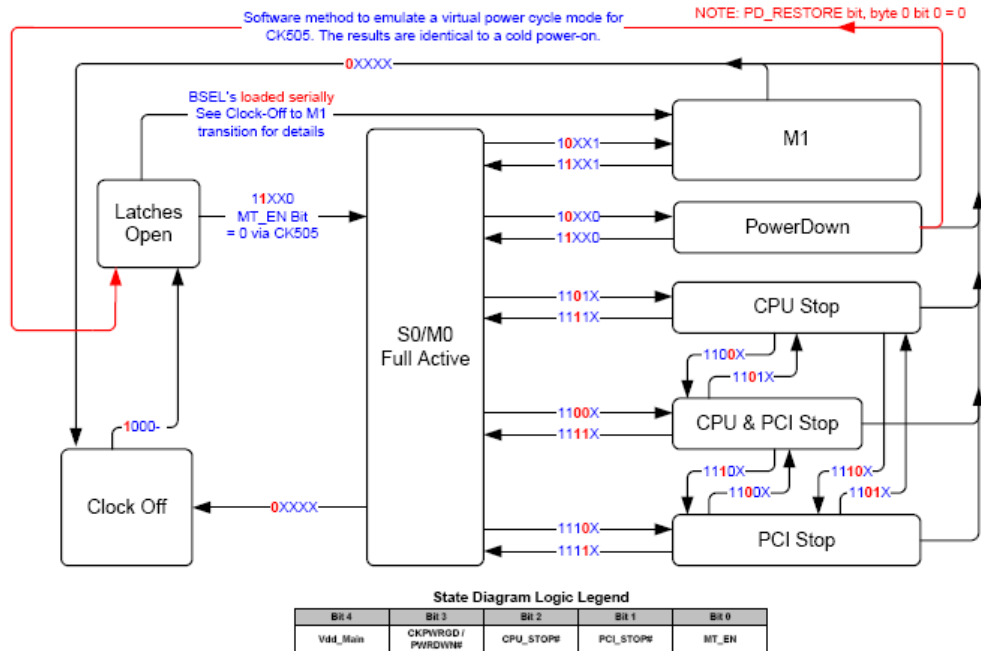 Software method to emulate a virtual power cycle mode for
CK505. The results are identical to a cold power-on.
NOTE: PD_RESTORE bit, byte 0 bit 0 = 0
0XXXX
BSEL's loaded serially
See Clock-Off to M1
transition for details
M1
10XX1
11XX1
Latches
Open
11XX0
MT_EN Bit
= 0 via CK505
10XX0
11XX0
PowerDown
S0/M0
Full Active
1101X
1111X
CPU Stop
1100X
1101X
1100X
1111X
CPU & PCI Stop
1000-
Clock Off
0XXXX
1110X
1100X
1110X
1101X
1110X
1111X
PCI Stop
State Diagram Logic Legend
Bit 4 Bit 3 Bit 2 Bit 1 Bit 0
Vdd_Main CKPWRGD / PWRDWN# CPU_STOP# PCI_STOP# MT_EN